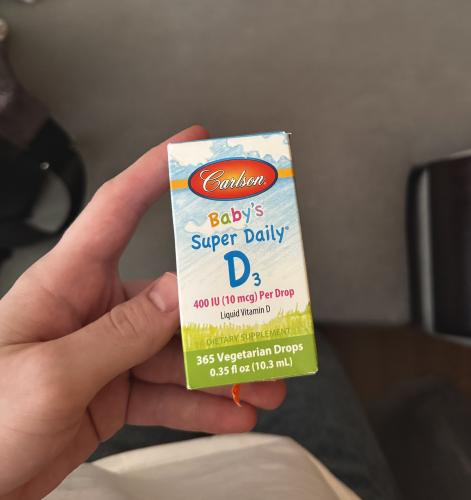 Carlson
Baby's
Super Daily®
D3
400 IU (10 mcg) Per Drop
Liquid Vitamin D
DIETARY SUPPLEMENT
365 Vegetarian Drops
0.35 fl oz (10.3 mL)